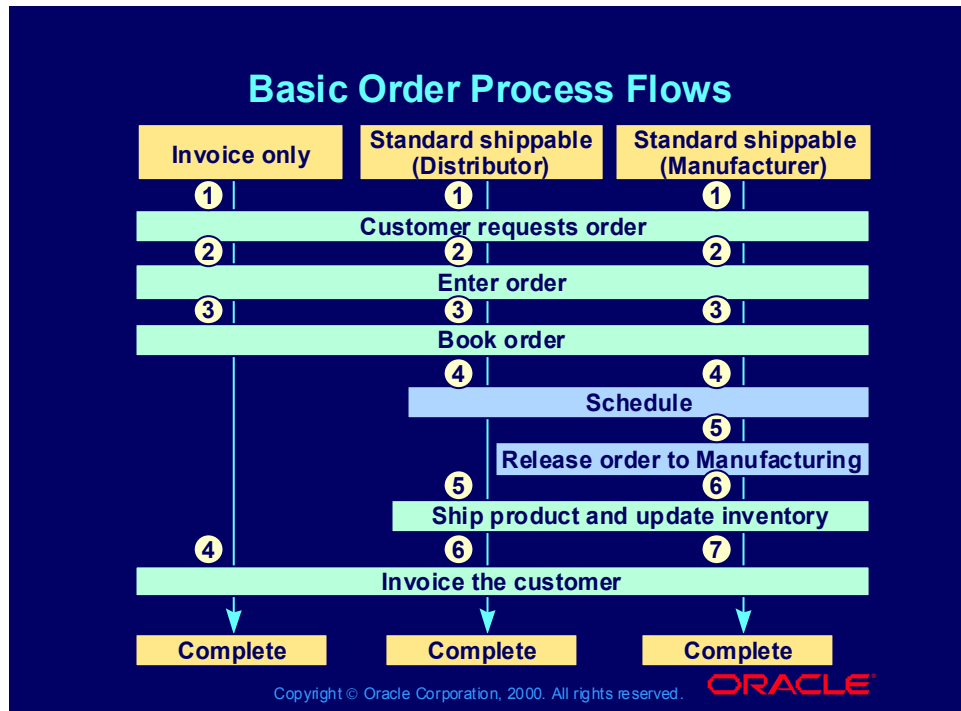 Basic Order Process Flows
Invoice only
Standard shippable
(Distributor)
Standard shippable
(Manufacturer)
1 1 1
Customer requests order
2 2 2
Enter order
3 3 3
Book order
4 4
Schedule
5
Release order to Manufacturing
5 6
Ship product and update inventory
4 6 7
Invoice the customer
Complete Complete Complete
Copyright © Oracle Corporation, 2000. All rights reserved.
ORACLE®